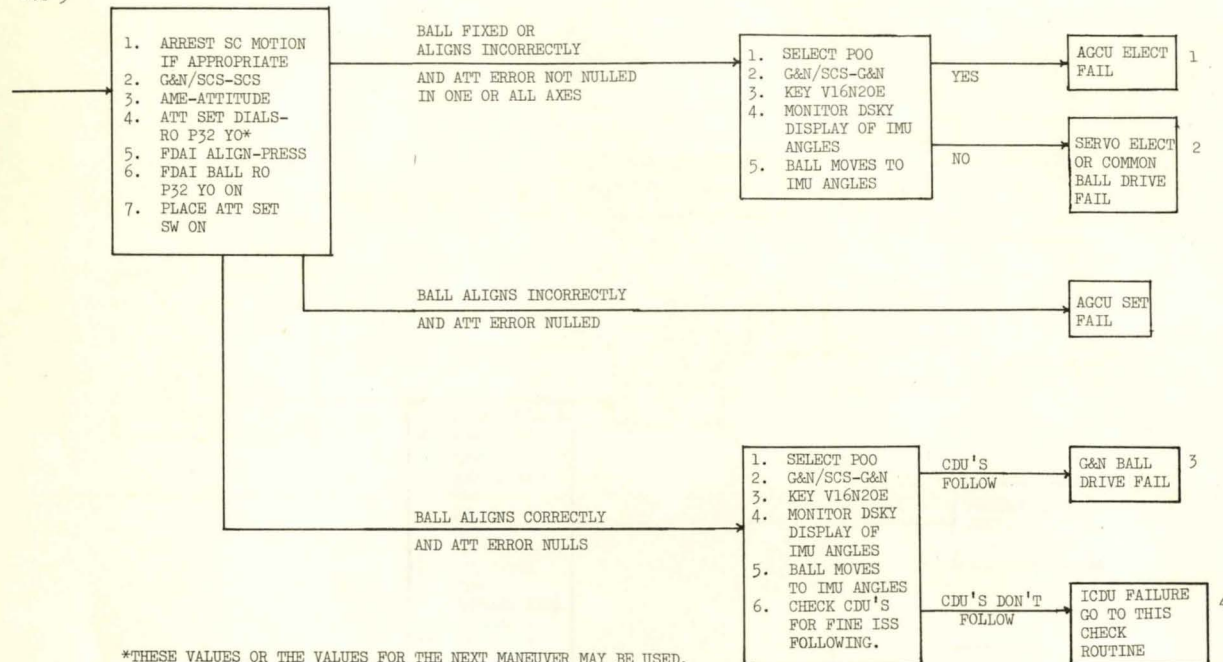 1. ARREST SC MOTION
IF APPROPRIATE
2. G&N/SCS-SCS
3. AME-ATTITUDE
4. ATT SET DIALS-
RO P32 YO*
5. FDAI ALIGN-PRESS
6. FDAI BALL RO
P32 YO ON
7. PLACE ATT SET
SW ON
BALL FIXED OR
ALIGNS INCORRECTLY
AND ATT ERROR NOT NULLED
IN ONE OR ALL AXES
1. SELECT POO
2. G&N/SCS-G&N
3. KEY V16N20E
4. MONITOR DSKY
DISPLAY OF IMU
ANGLES
5. BALL MOVES TO
IMU ANGLES
YES
AGCU ELECT
FAIL
1
NO
SERVO ELECT
OR COMMON
BALL DRIVE
FAIL
2
BALL ALIGNS INCORRECTLY
AND ATT ERROR NULLED
AGCU SET
FAIL
BALL ALIGNS CORRECTLY
AND ATT ERROR NULLS
1. SELECT POO
2. G&N/SCS-G&N
3. KEY V16N20E
4. MONITOR DSKY
DISPLAY OF
IMU ANGLES
5. BALL MOVES
TO IMU ANGLES
6. CHECK CDU'S
FOR FINE ISS
FOLLOWING.
CDU'S
FOLLOW
G&N BALL
DRIVE FAIL
3
CDU'S DON'T
FOLLOW
ICDU FAILURE
GO TO THIS
CHECK
ROUTINE
4
*THESE VALUES OR THE VALUES FOR THE NEXT MANEUVER MAY BE USED.